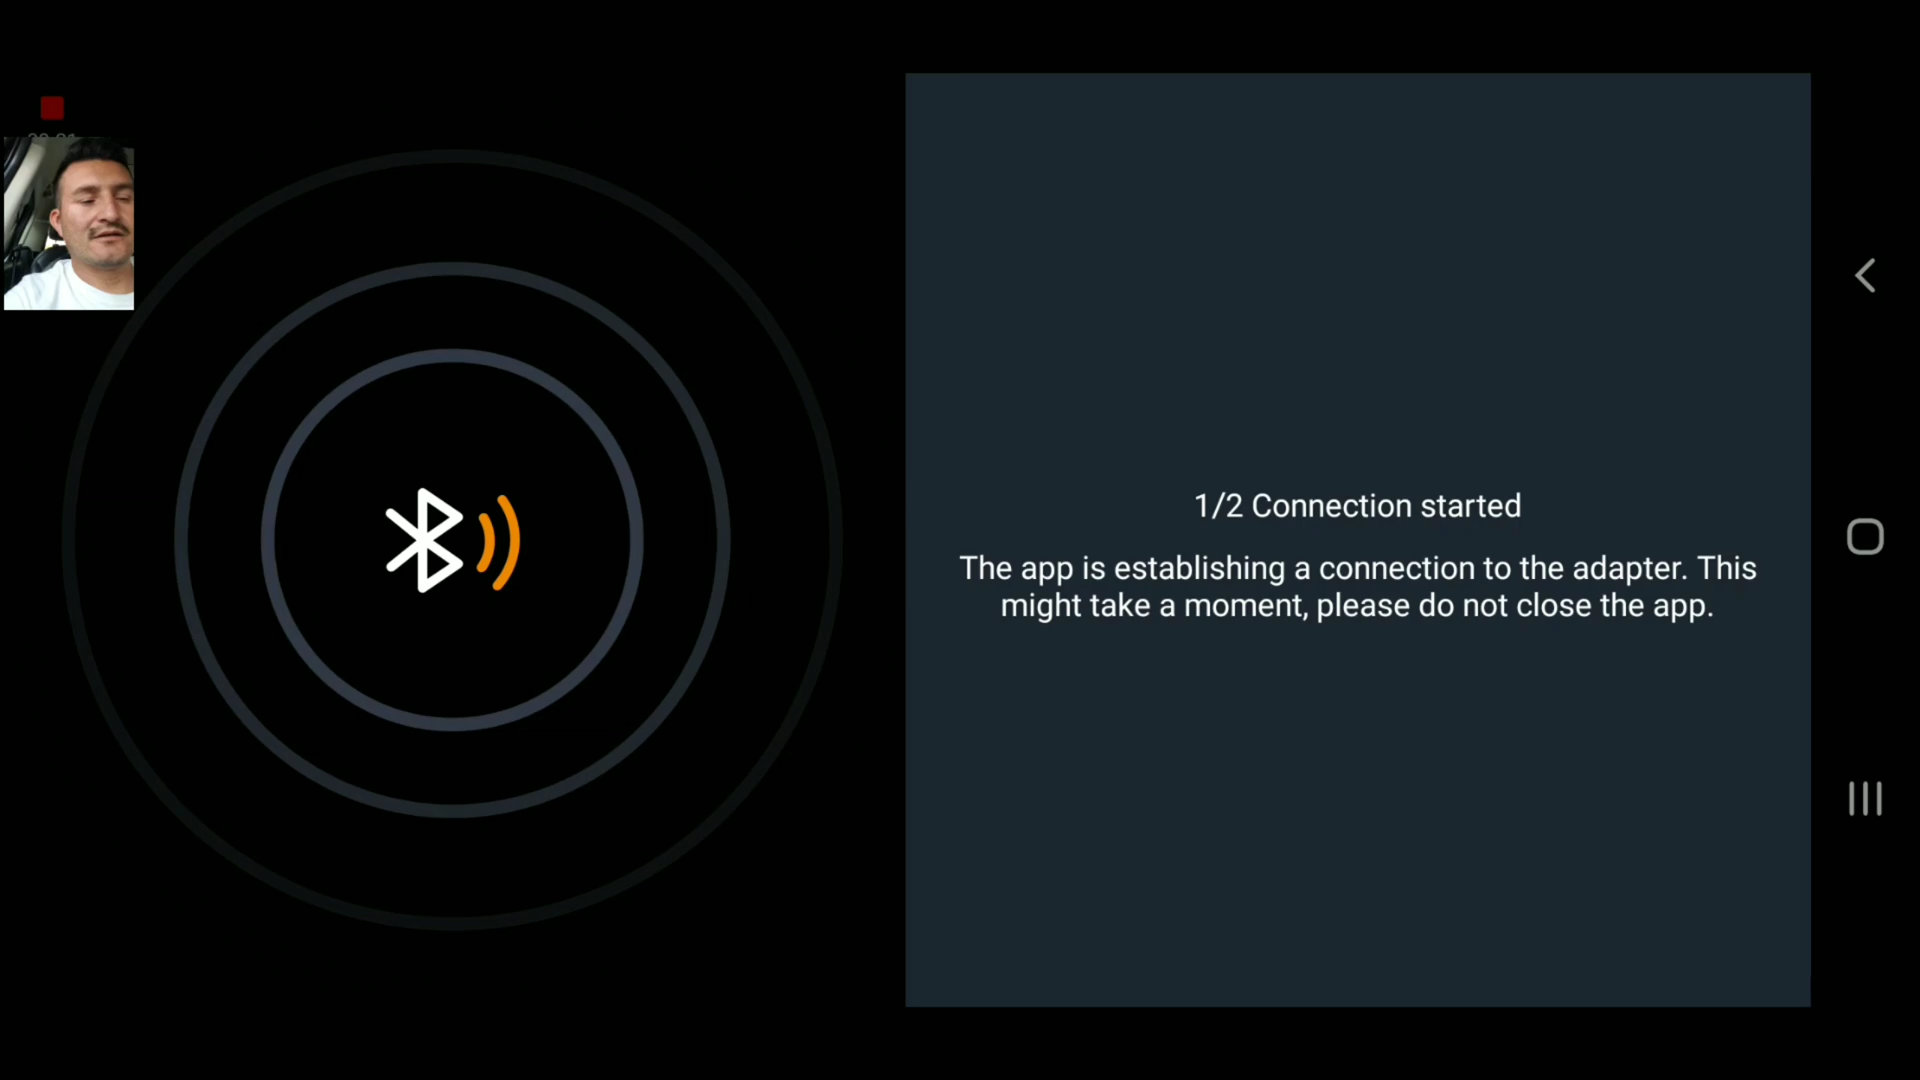 1/2 Connection started
The app is establishing a connection to the adapter. This
might take a moment, please do not close the app.